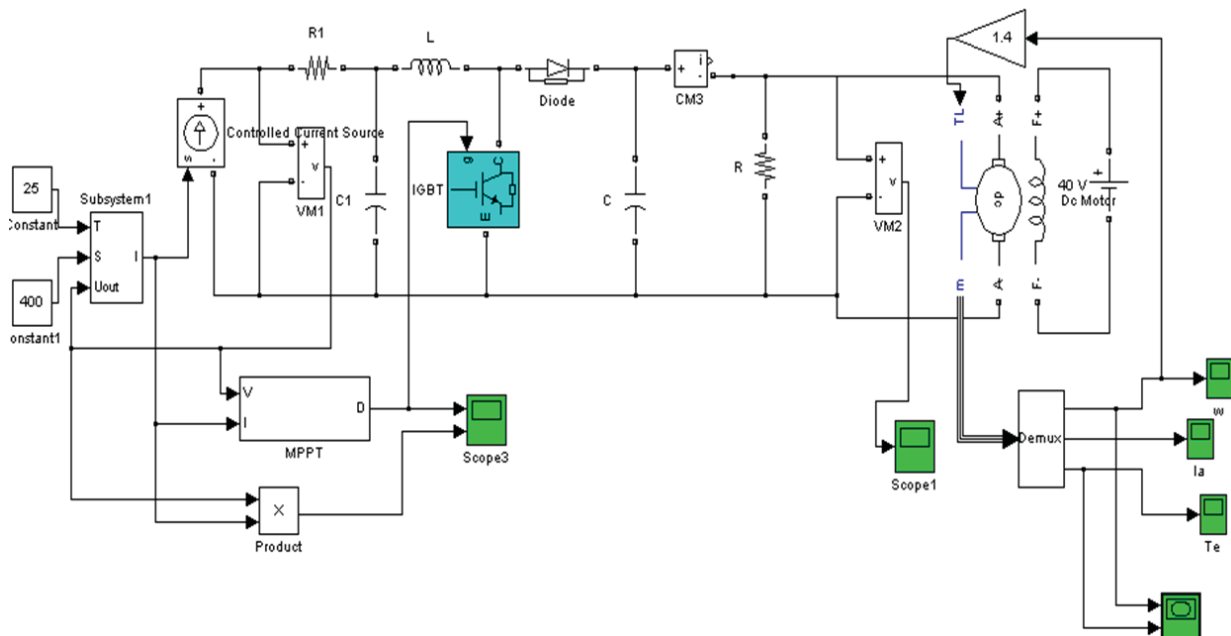 R1
L
1.4
i
+
-
CM3
Diode
+
s
-
Controlled Current Source
+
v
-
VM1
C1
g
C
E
IGBT
C
R
+
v
-
VM2
TL
A+
F+
dc
m
A-
F-
+
40 V
Dc Motor
25
Constant
Subsystem1
T
S
I
Uout
400
onstant1
V
D
I
MPPT
Scope3
X
Product
Scope1
Demux
w
Ia
Te